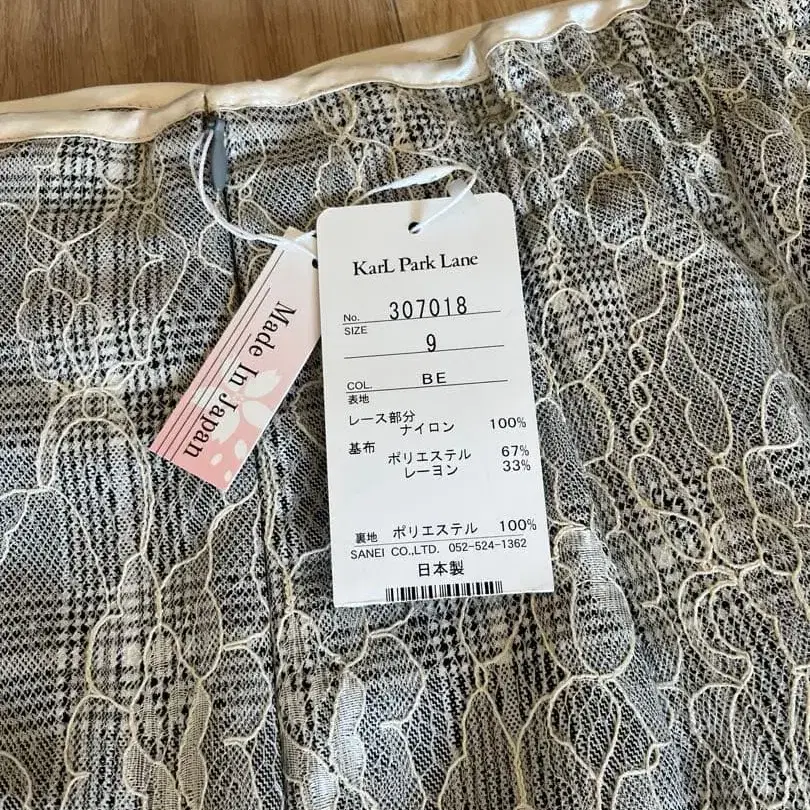 KarL Park Lane
No. 307018
SIZE
9
COL. BE
表地
レース部分
ナイロン 100%
基布
ポリエステル 67%
レーヨン 33%
裏地 ポリエステル 100%
SANEI CO.,LTD. 052-524-1362
日本製
Made In Japan